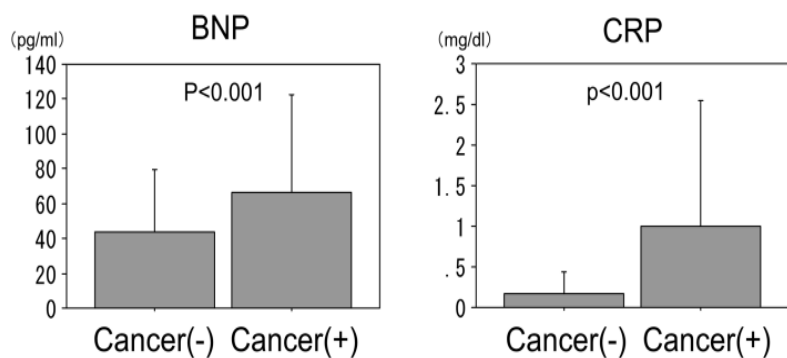 BNP
(pg/ml)
140
120
100
80
60
40
20
0
P<0.001
Cancer(-) Cancer(+)
CRP
(mg/dl)
3
2.5
2
1.5
1
.5
0
p<0.001
Cancer(-) Cancer(+)